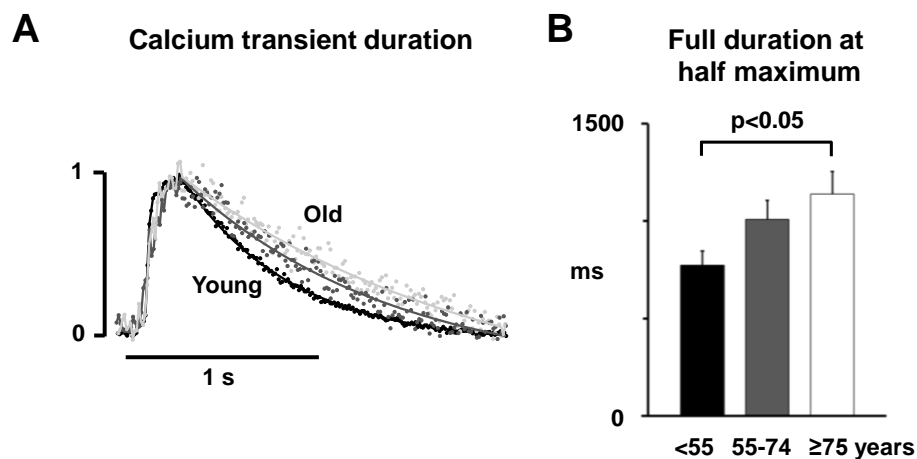 A
Calcium transient duration
1
Old
Young
0
1 s
B
Full duration at
half maximum
1500
p<0.05
ms
0
<55 55-74 ≥75 years